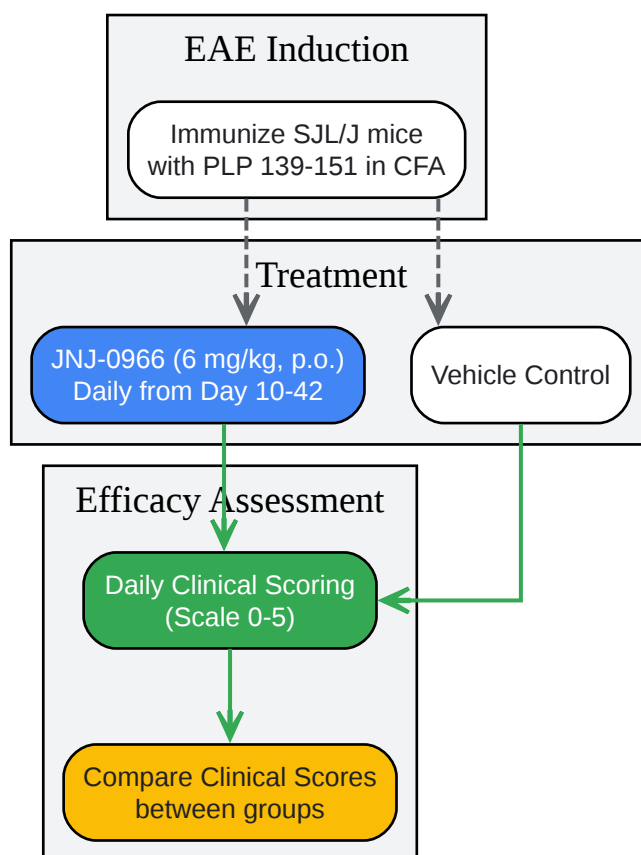 EAE Induction
Immunize SJL/J mice
with PLP 139-151 in CFA
Treatment
JNJ-0966 (6 mg/kg, p.o.)
Daily from Day 10-42
Vehicle Control
Efficacy Assessment
Daily Clinical Scoring
(Scale 0-5)
Compare Clinical Scores
between groups